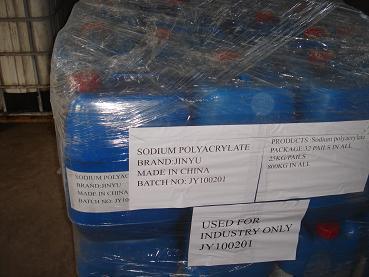 SODIUM POLYACRYLATE
BRAND:JINYU
MADE IN CHINA
BATCH NO: JY100201
PRODUCTS :Sodium polyacrylate
PACKAGE:32 PAILS IN ALL
25KG/PAILS
800KG IN ALL
SODIUM POLYAC
BRAND:JINYU
MADE IN CHINA
BATCH NO: JY1002
USED FOR
INDUSTRY ONLY
JY100201